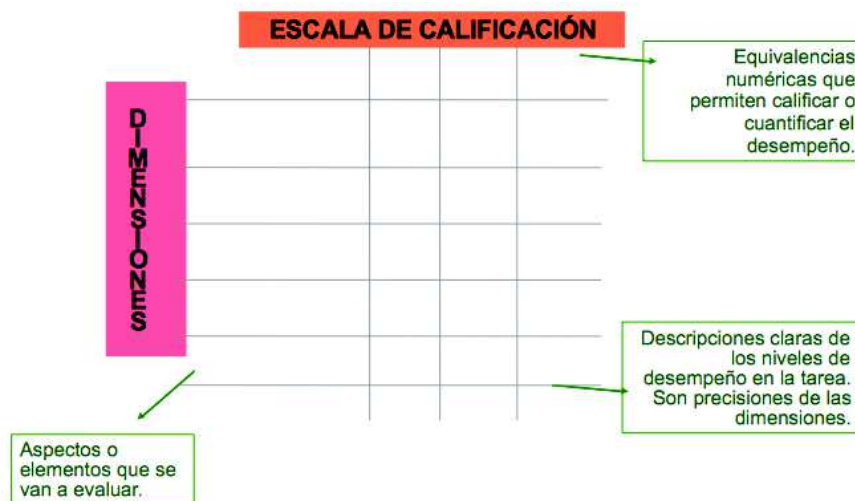 ESCALA DE CALIFICACIÓN
Equivalencias
numéricas que
permiten calificar o
cuantificar el
desempeño.
DIMENSIONES
Descripciones claras de
los niveles de
desempeño en la tarea.
Son precisiones de las
dimensiones.
Aspectos o
elementos que se
van a evaluar.